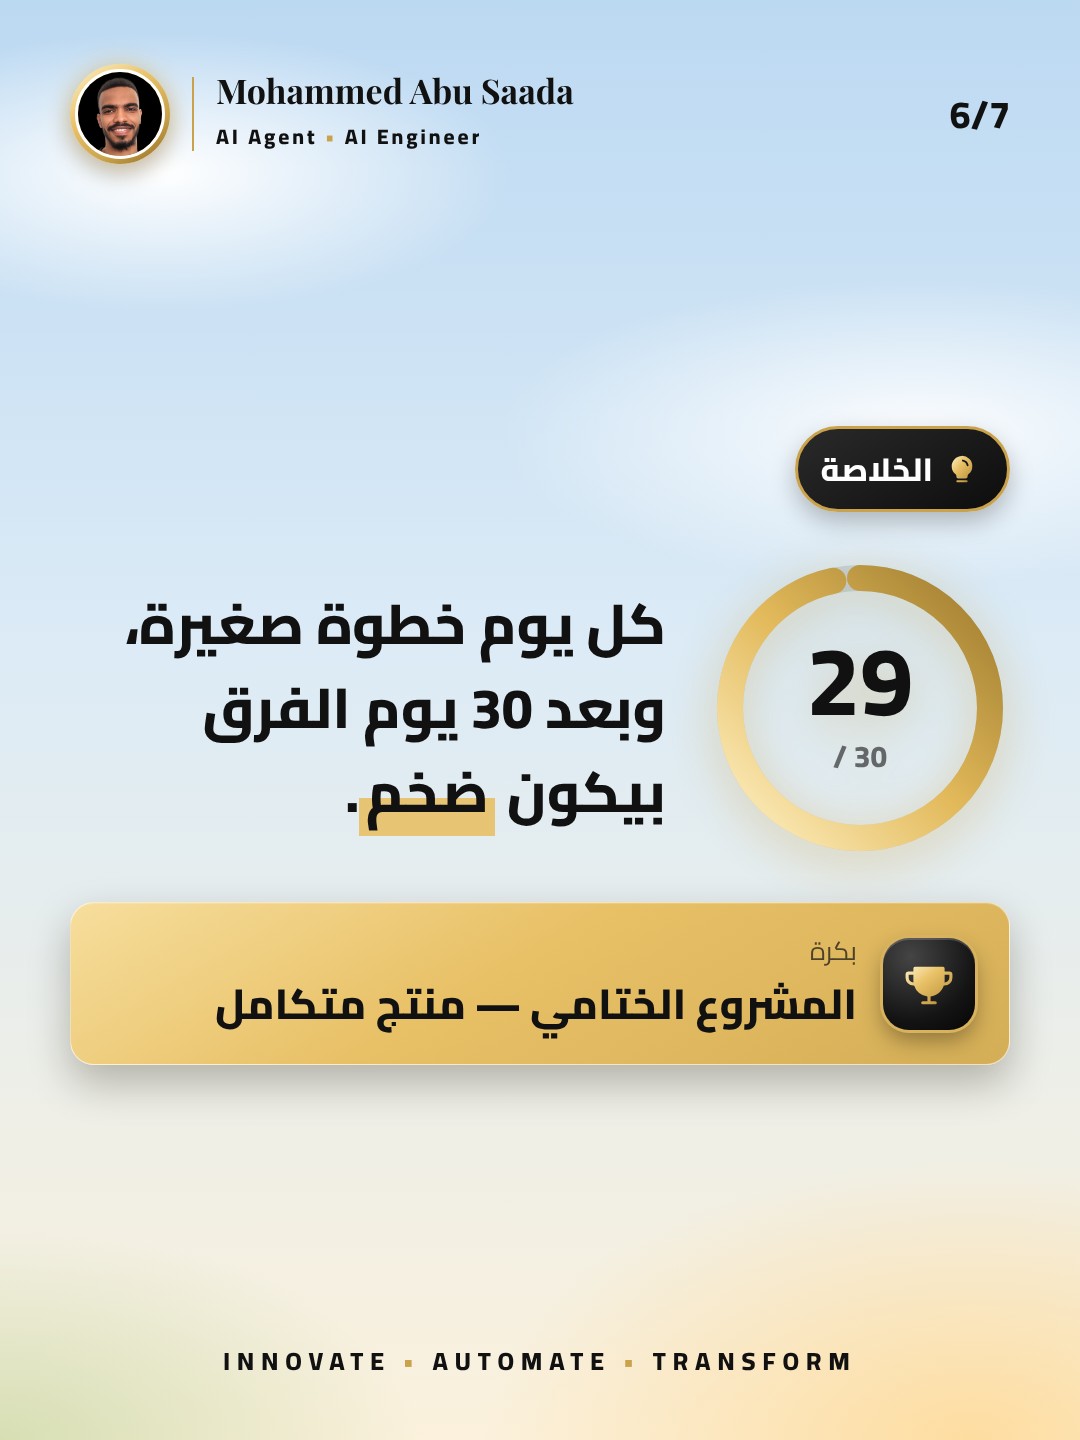 Mohammed Abu Saada
AI Agent ▪ AI Engineer
6/7
الخلاصة
29
/ 30
كل يوم خطوة صغيرة،
وبعد 30 يوم الفرق
بيكون ضخم.
بكرة
المشروع الختامي — منتج متكامل
INNOVATE ▪ AUTOMATE ▪ TRANSFORM